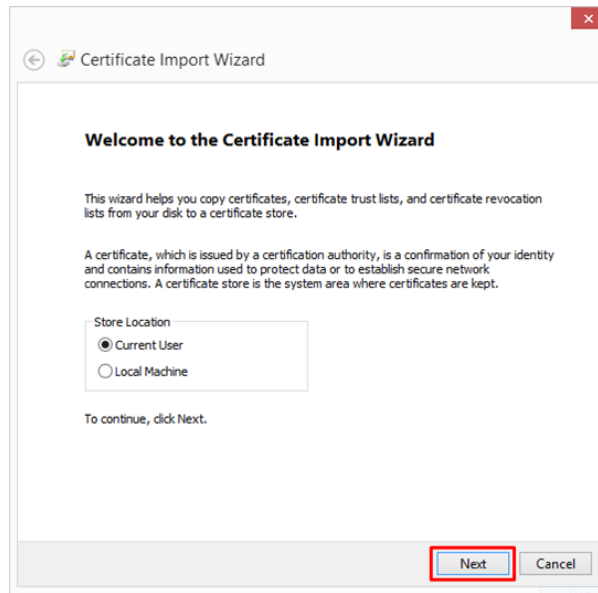 Certificate Import Wizard
Welcome to the Certificate Import Wizard
This wizard helps you copy certificates, certificate trust lists, and certificate revocation
lists from your disk to a certificate store.
A certificate, which is issued by a certification authority, is a confirmation of your identity
and contains information used to protect data or to establish secure network
connections. A certificate store is the system area where certificates are kept.
Store Location
Current User
Local Machine
To continue, click Next.
Next
Cancel